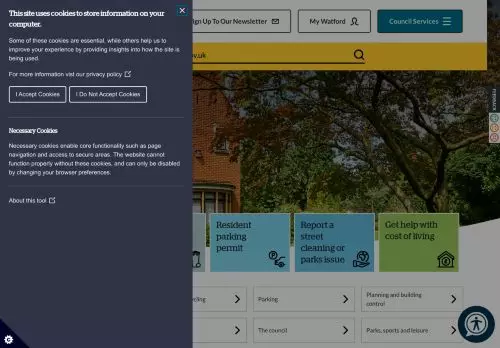 This site uses cookies to store information on your
computer.
Some of these cookies are essential, while others help us to
improve your experience by providing insights into how the site is
being used.
For more information visit our privacy policy
I Accept Cookies
I Do Not Accept Cookies
Necessary Cookies
Necessary cookies enable core functionality such as page
navigation and access to secure areas. The website cannot
function properly without these cookies, and can only be disabled
by changing your browser preferences.
About this tool
Sign Up To Our Newsletter
My Watford
Council Services
.uk
Resident
parking
permit
Report a
street
cleaning or
parks issue
Get help with
cost of living
Parking
Planning and building
control
The council
Parks, sports and leisure